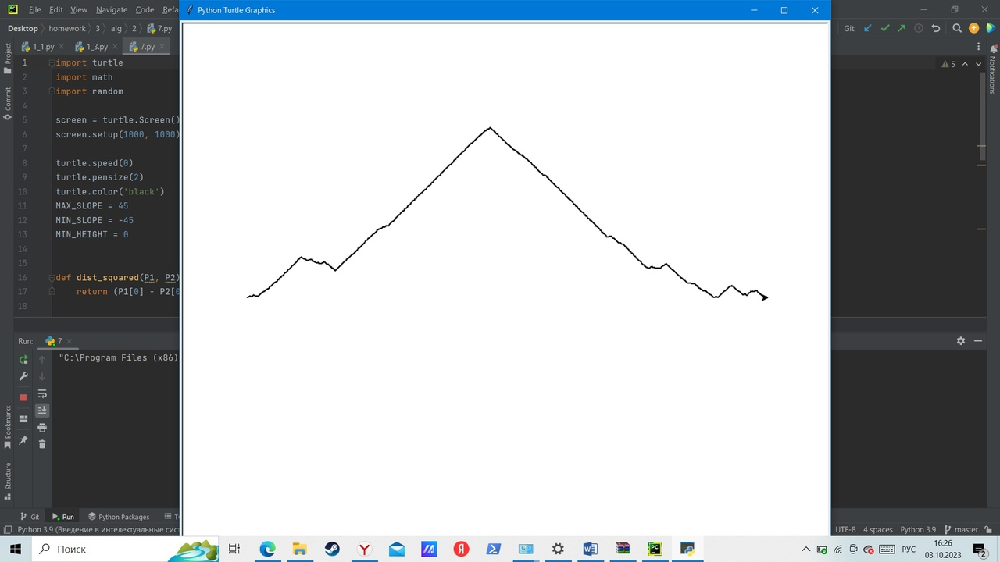 File Edit View Navigate Code Refa
Python Turtle Graphics
Desktop homework 3 alg 2 7.py
Git:
1_1.py 1_3.py 7.py
Project
Commit
Bookmarks
Structure
Notifications
5
1 import turtle
2 import math
3 import random
4
5 screen = turtle.Screen()
6 screen.setup(1000, 1000)
7
8 turtle.speed(0)
9 turtle.pensize(2)
10 turtle.color('black')
11 MAX_SLOPE = 45
12 MIN_SLOPE = -45
13 MIN_HEIGHT = 0
14
15
16 def dist_squared(P1, P2)
17 return (P1[0] - P2[0
18
Run: 7
"C:\Program Files (x86)
Git Run Python Packages
Python 3.9 (Введение в интелектуальные сист
UTF-8 4 spaces Python 3.9 master
Поиск
РУС
16:26
03.10.2023
2